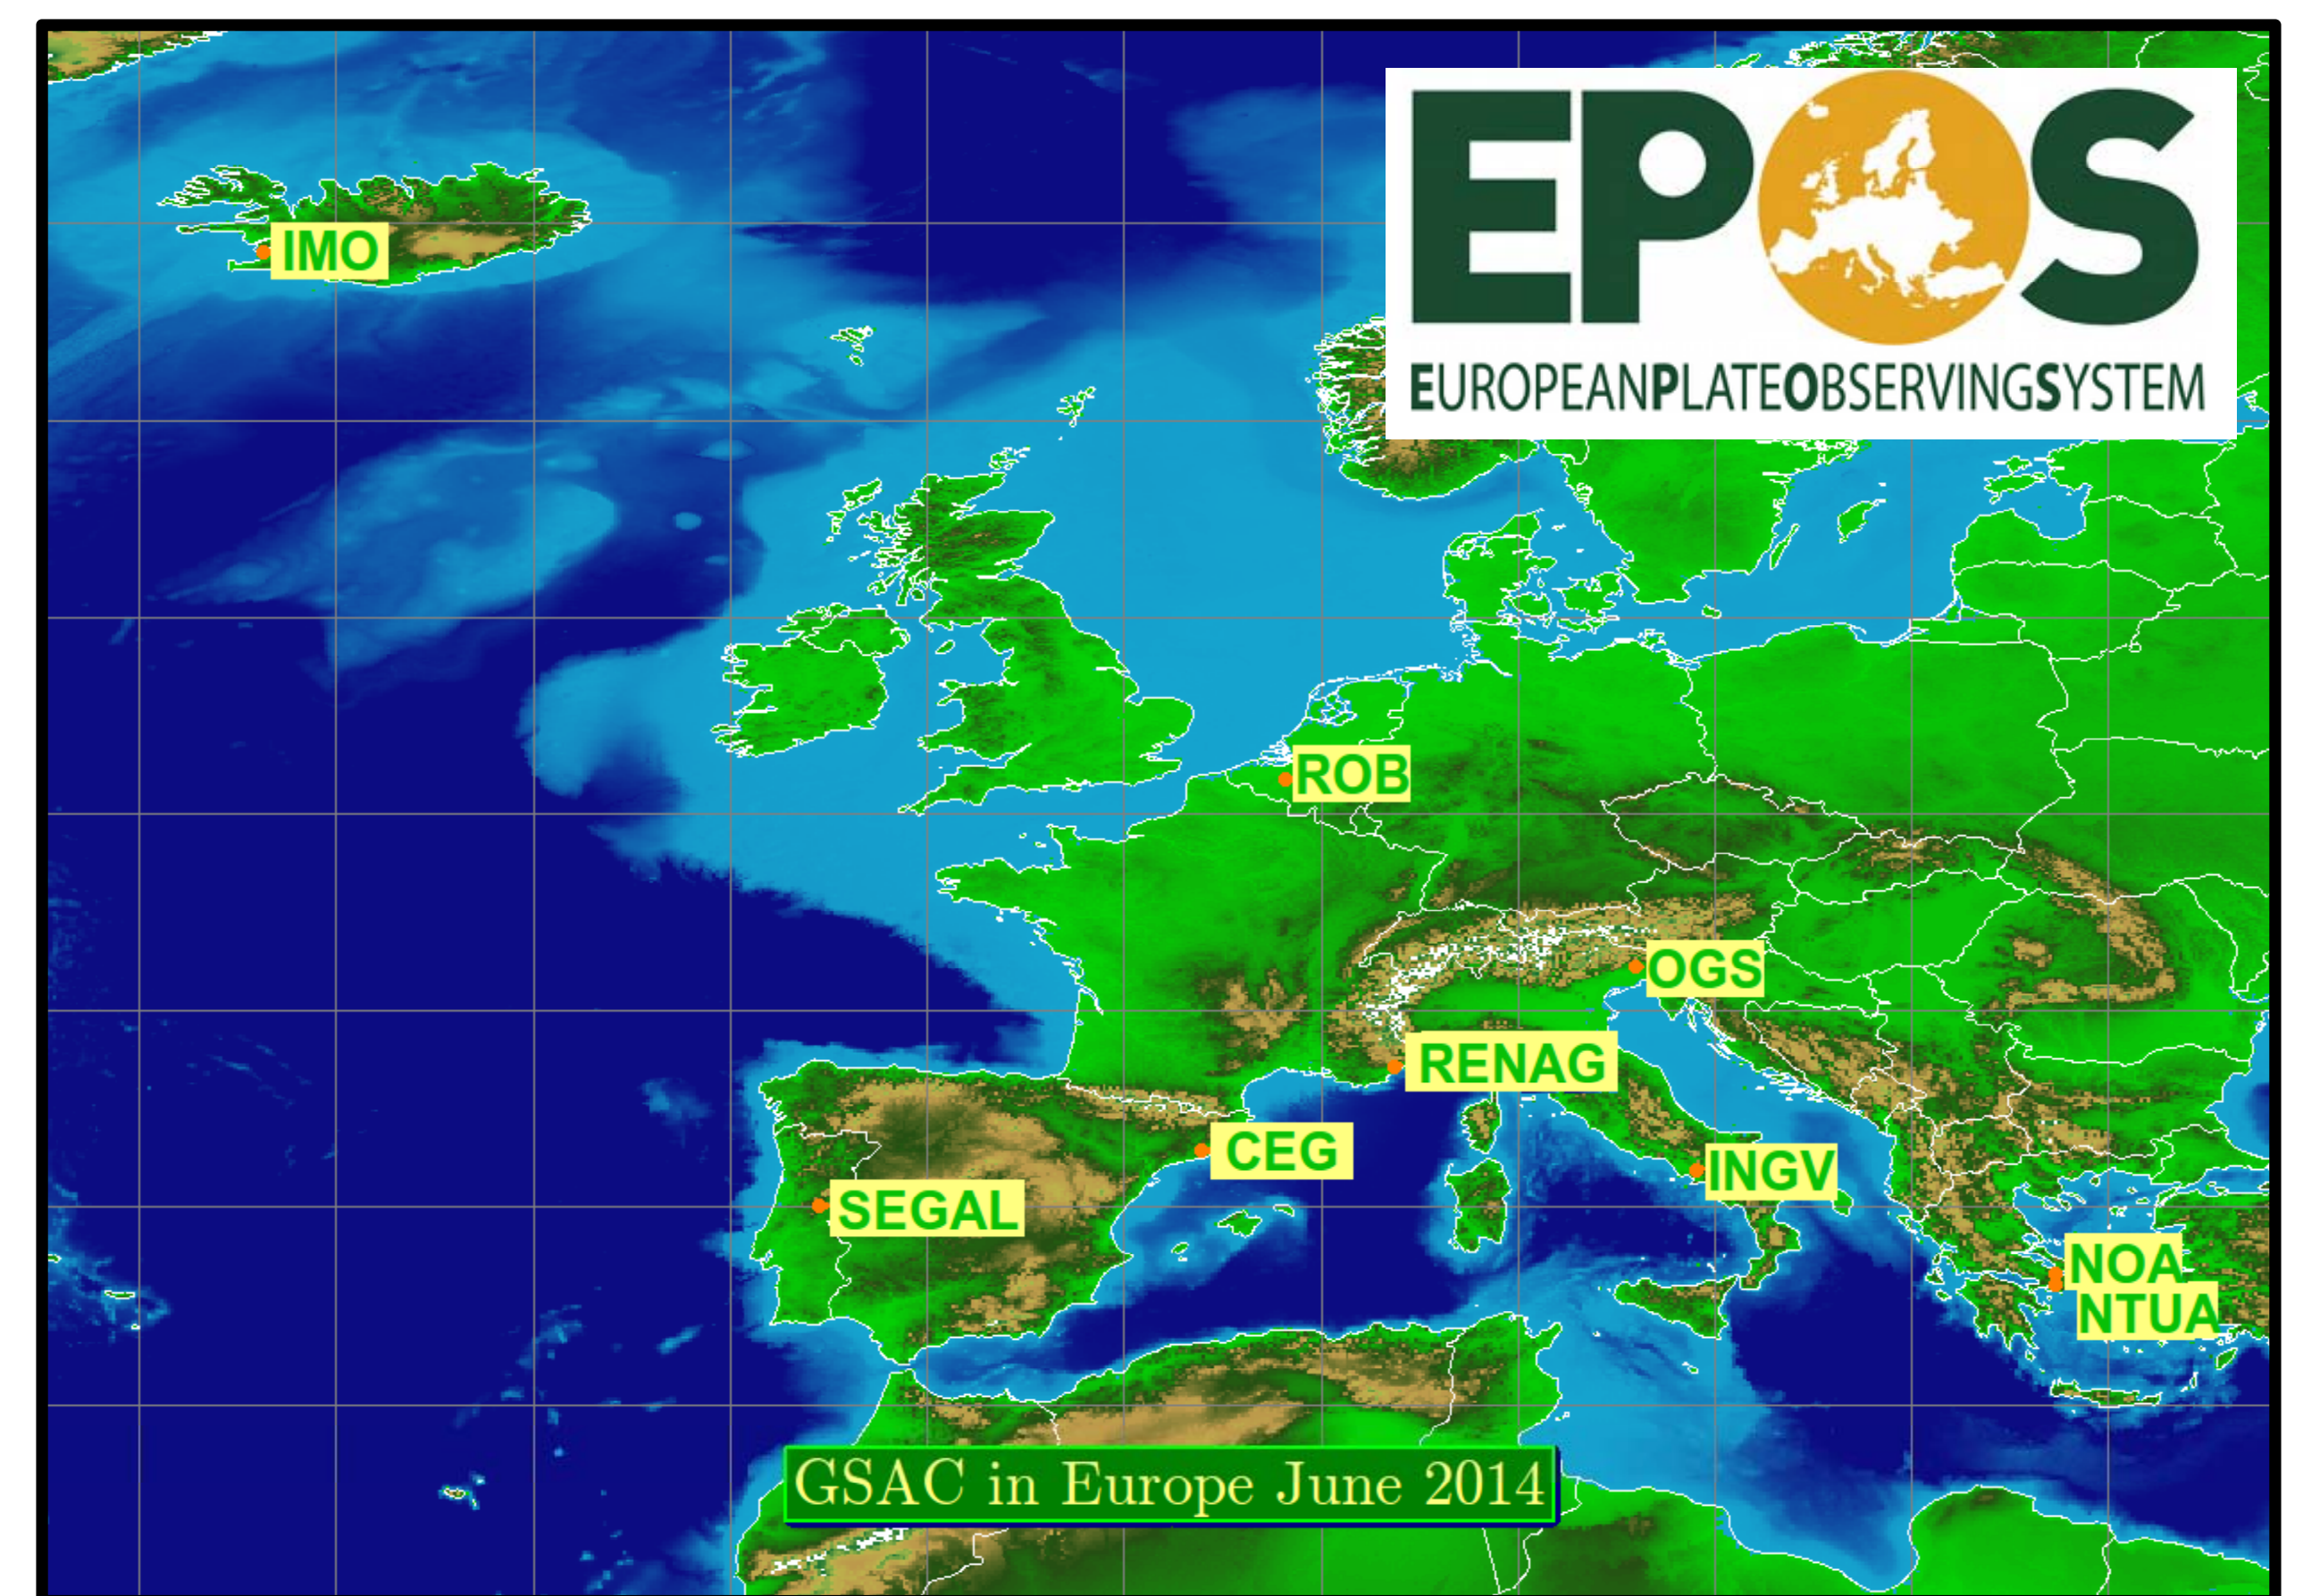 EPOS
EUROPEANPLATEOBSERVINGSYSTEM
IMO
ROB
OGS
RENAG
CEG
INGV
SEGAL
NOA
NTUA
GSAC in Europe June 2014